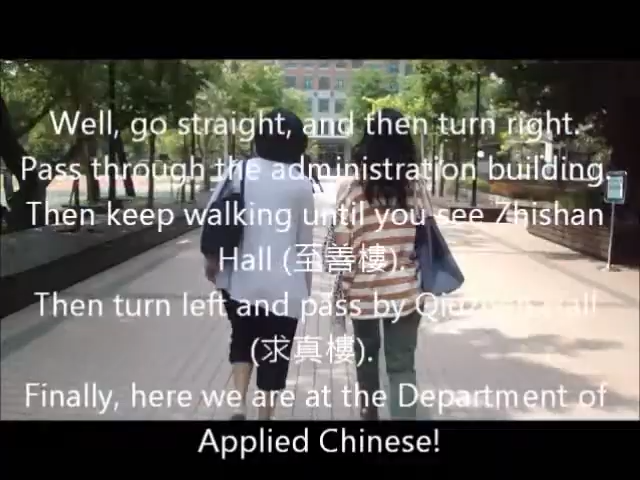 Well, go straight, and then turn right.
Pass through the administration building.
Then keep walking until you see Zhishan
Hall (至善樓).
Then turn left and pass by Hall
(求真樓).
Finally, here we are at the Department of
Applied Chinese!